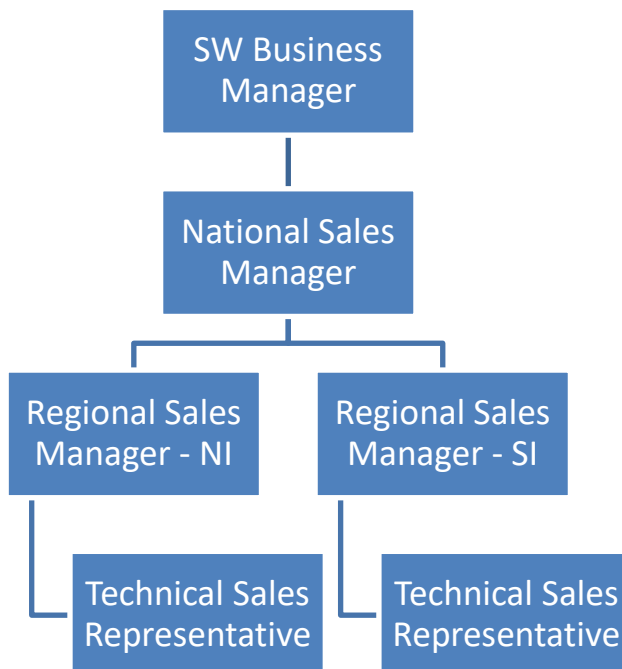 SW Business
Manager
National Sales
Manager
Regional Sales
Manager - NI
Regional Sales
Manager - SI
Technical Sales
Representative
Technical Sales
Representative